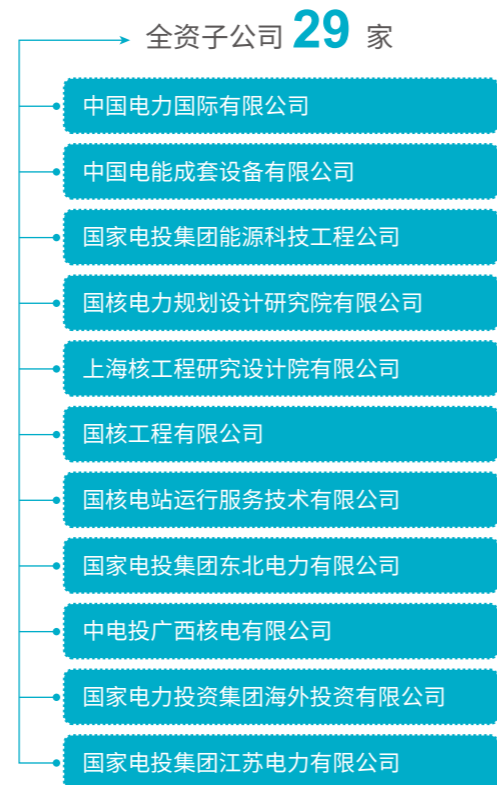 全资子公司 29 家
中国电力国际有限公司
中国电能成套设备有限公司
国家电投集团能源科技工程公司
国核电力规划设计研究院有限公司
上海核工程研究设计院有限公司
国核工程有限公司
国核电站运行服务技术有限公司
国家电投集团东北电力有限公司
中电投广西核电有限公司
国家电力投资集团海外投资有限公司
国家电投集团江苏电力有限公司